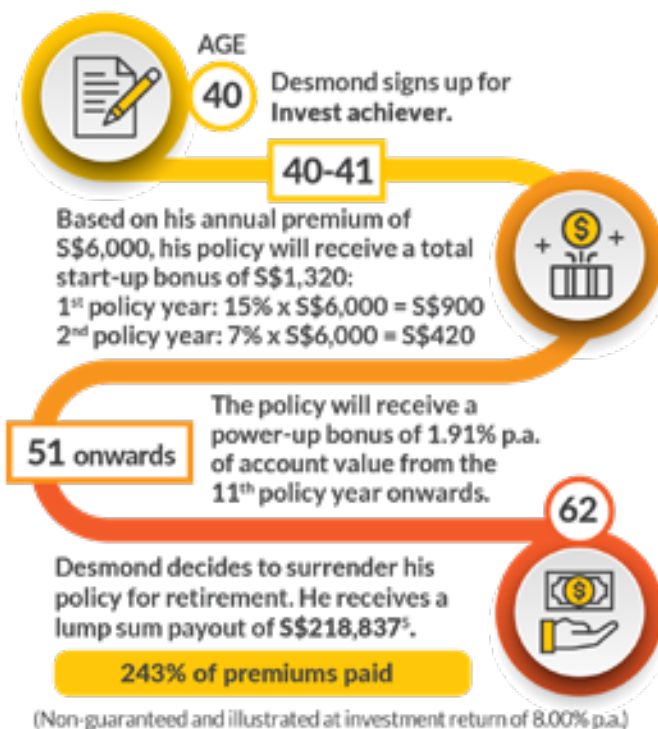 AGE
40
Desmond signs up for
Invest achiever.
40-41
Based on his annual premium of
S$6,000, his policy will receive a total
start-up bonus of S$1,320:
1st policy year: 15% x S$6,000 = S$900
2nd policy year: 7% x S$6,000 = S$420
51 onwards
The policy will receive a
power-up bonus of 1.91% p.a.
of account value from the
11th policy year onwards.
62
Desmond decides to surrender his
policy for retirement. He receives a
lump sum payout of S$218,837⁵.
243% of premiums paid
(Non-guaranteed and illustrated at investment return of 8.00% p.a.)